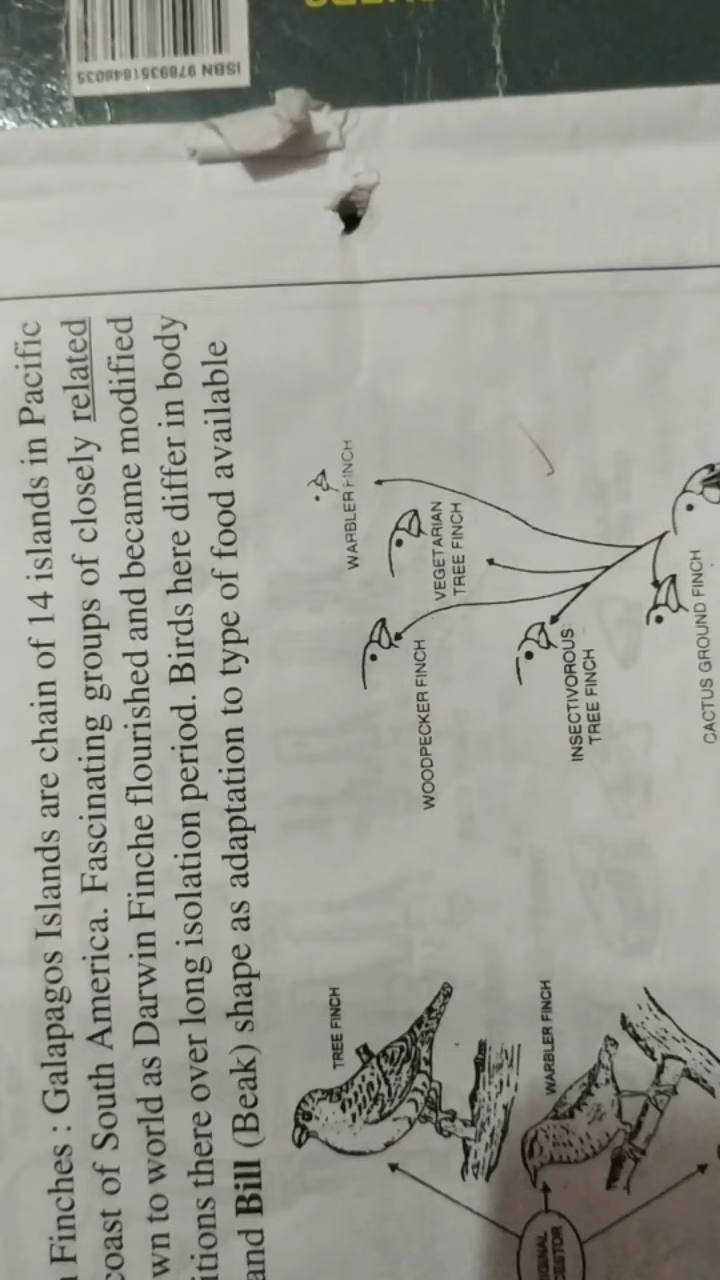 ISBN 9789351848035
Finches : Galapagos Islands are chain of 14 islands in Pacific
coast of South America. Fascinating groups of closely related
wn to world as Darwin Finche flourished and became modified
itions there over long isolation period. Birds here differ in body
and Bill (Beak) shape as adaptation to type of food available
TREE FINCH
WARBLER FINCH
WARBLER FINCH
VEGETARIAN
TREE FINCH
WOODPECKER FINCH
INSECTIVOROUS
TREE FINCH
CACTUS GROUND FINCH